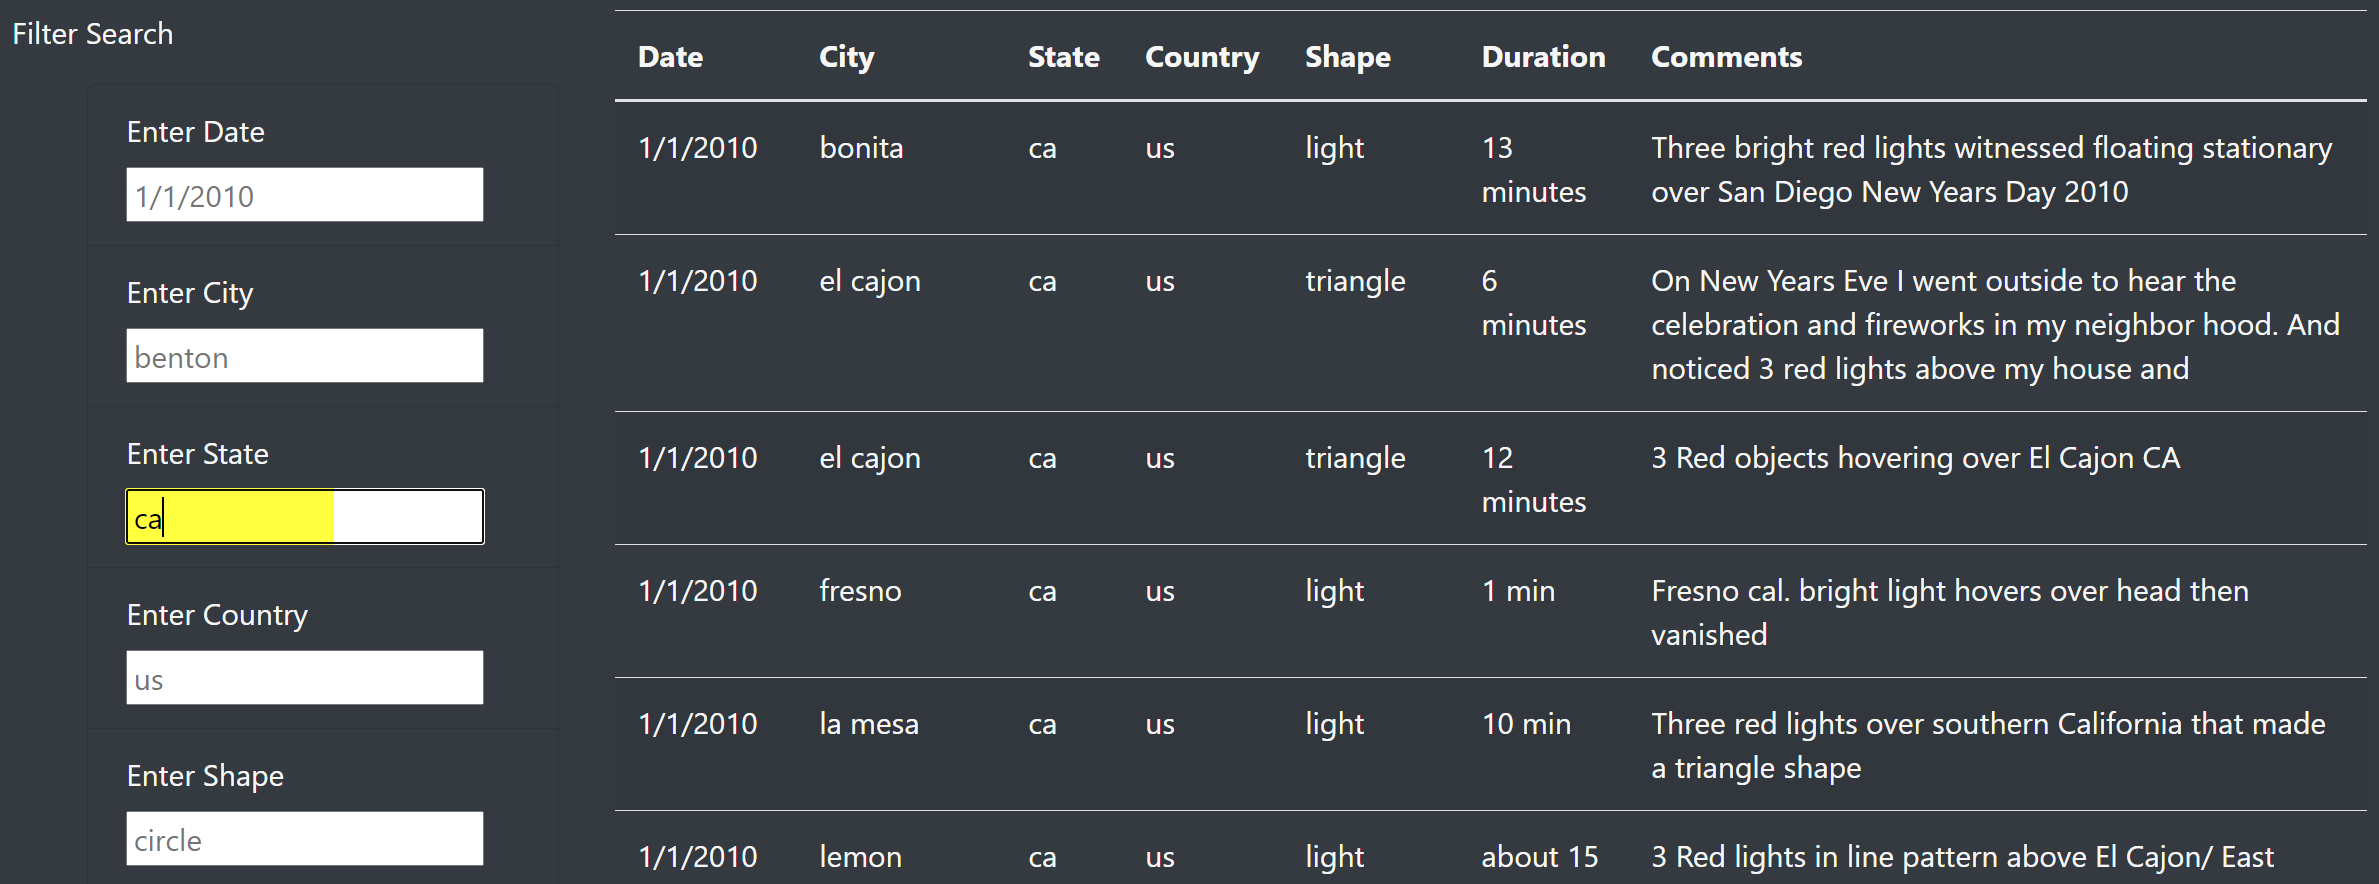 Filter Search
Enter Date
1/1/2010
Enter City
benton
Enter State
ca
Enter Country
us
Enter Shape
circle
Date City State Country Shape Duration Comments
1/1/2010 bonita ca us light 13 Three bright red lights witnessed floating stationary
minutes over San Diego New Years Day 2010
1/1/2010 el cajon ca us triangle 6 On New Years Eve I went outside to hear the
minutes celebration and fireworks in my neighbor hood. And
noticed 3 red lights above my house and
1/1/2010 el cajon ca us triangle 12 3 Red objects hovering over El Cajon CA
minutes
1/1/2010 fresno ca us light 1 min Fresno cal. bright light hovers over head then
vanished
1/1/2010 la mesa ca us light 10 min Three red lights over southern California that made
a triangle shape
1/1/2010 lemon ca us light about 15 3 Red lights in line pattern above El Cajon/ East